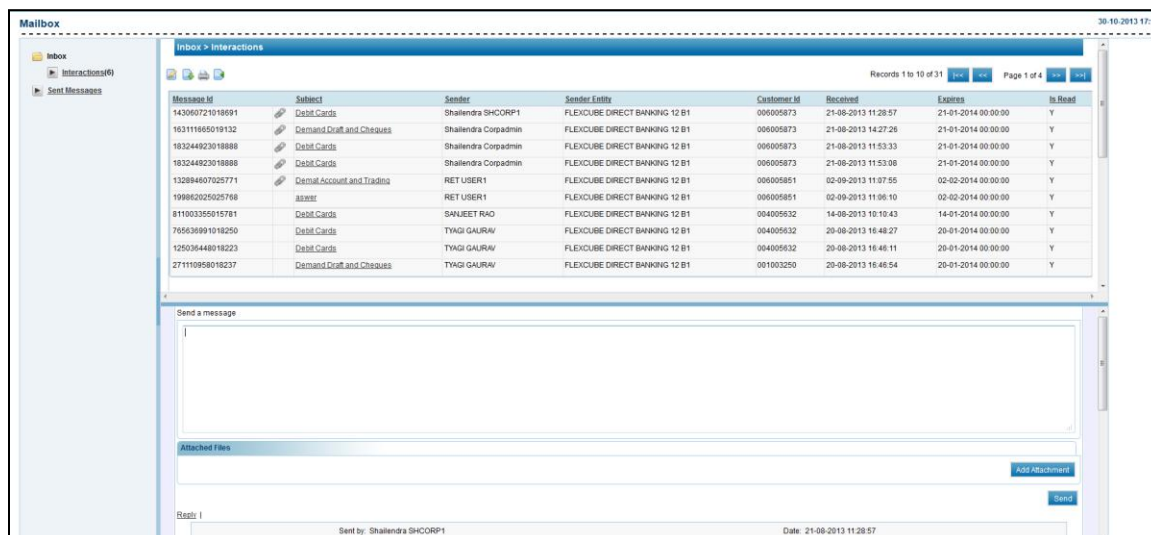 Mailbox
30-10-2013 17:
Inbox
Interactions(6)
Sent Messages
Inbox > Interactions
Records 1 to 10 of 31 |<< << Page 1 of 4 >> >>|
Message Id Subject Sender Sender Entity Customer Id Received Expires Is Read
143060721018691 Debit Cards Shailendra SHCORP1 FLEXCUBE DIRECT BANKING 12 B1 006005873 21-08-2013 11:28:57 21-01-2014 00:00:00 Y
163111665019132 Demand Draft and Cheques Shailendra Corpadmin FLEXCUBE DIRECT BANKING 12 B1 006005873 21-08-2013 14:27:26 21-01-2014 00:00:00 Y
183244923018888 Debit Cards Shailendra Corpadmin FLEXCUBE DIRECT BANKING 12 B1 006005873 21-08-2013 11:53:33 21-01-2014 00:00:00 Y
183244923018888 Debit Cards Shailendra Corpadmin FLEXCUBE DIRECT BANKING 12 B1 006005873 21-08-2013 11:53:08 21-01-2014 00:00:00 Y
132894607025771 Demat Account and Trading RET USER1 FLEXCUBE DIRECT BANKING 12 B1 006005851 02-09-2013 11:07:55 02-02-2014 00:00:00 Y
199862025025768 aswer RET USER1 FLEXCUBE DIRECT BANKING 12 B1 006005851 02-09-2013 11:06:10 02-02-2014 00:00:00 Y
811003355015781 Debit Cards SANJEET RAO FLEXCUBE DIRECT BANKING 12 B1 004005632 14-08-2013 10:10:43 14-01-2014 00:00:00 Y
765636991018250 Debit Cards TYAGI GAURAV FLEXCUBE DIRECT BANKING 12 B1 004005632 20-08-2013 16:48:27 20-01-2014 00:00:00 Y
125036448018223 Debit Cards TYAGI GAURAV FLEXCUBE DIRECT BANKING 12 B1 004005632 20-08-2013 16:46:11 20-01-2014 00:00:00 Y
271110958018237 Demand Draft and Cheques TYAGI GAURAV FLEXCUBE DIRECT BANKING 12 B1 001003250 20-08-2013 16:46:54 20-01-2014 00:00:00 Y
Send a message
Attached Files
Add Attachment
Send
Reply |
Sent by: Shailendra SHCORP1 Date: 21-08-2013 11:28:57